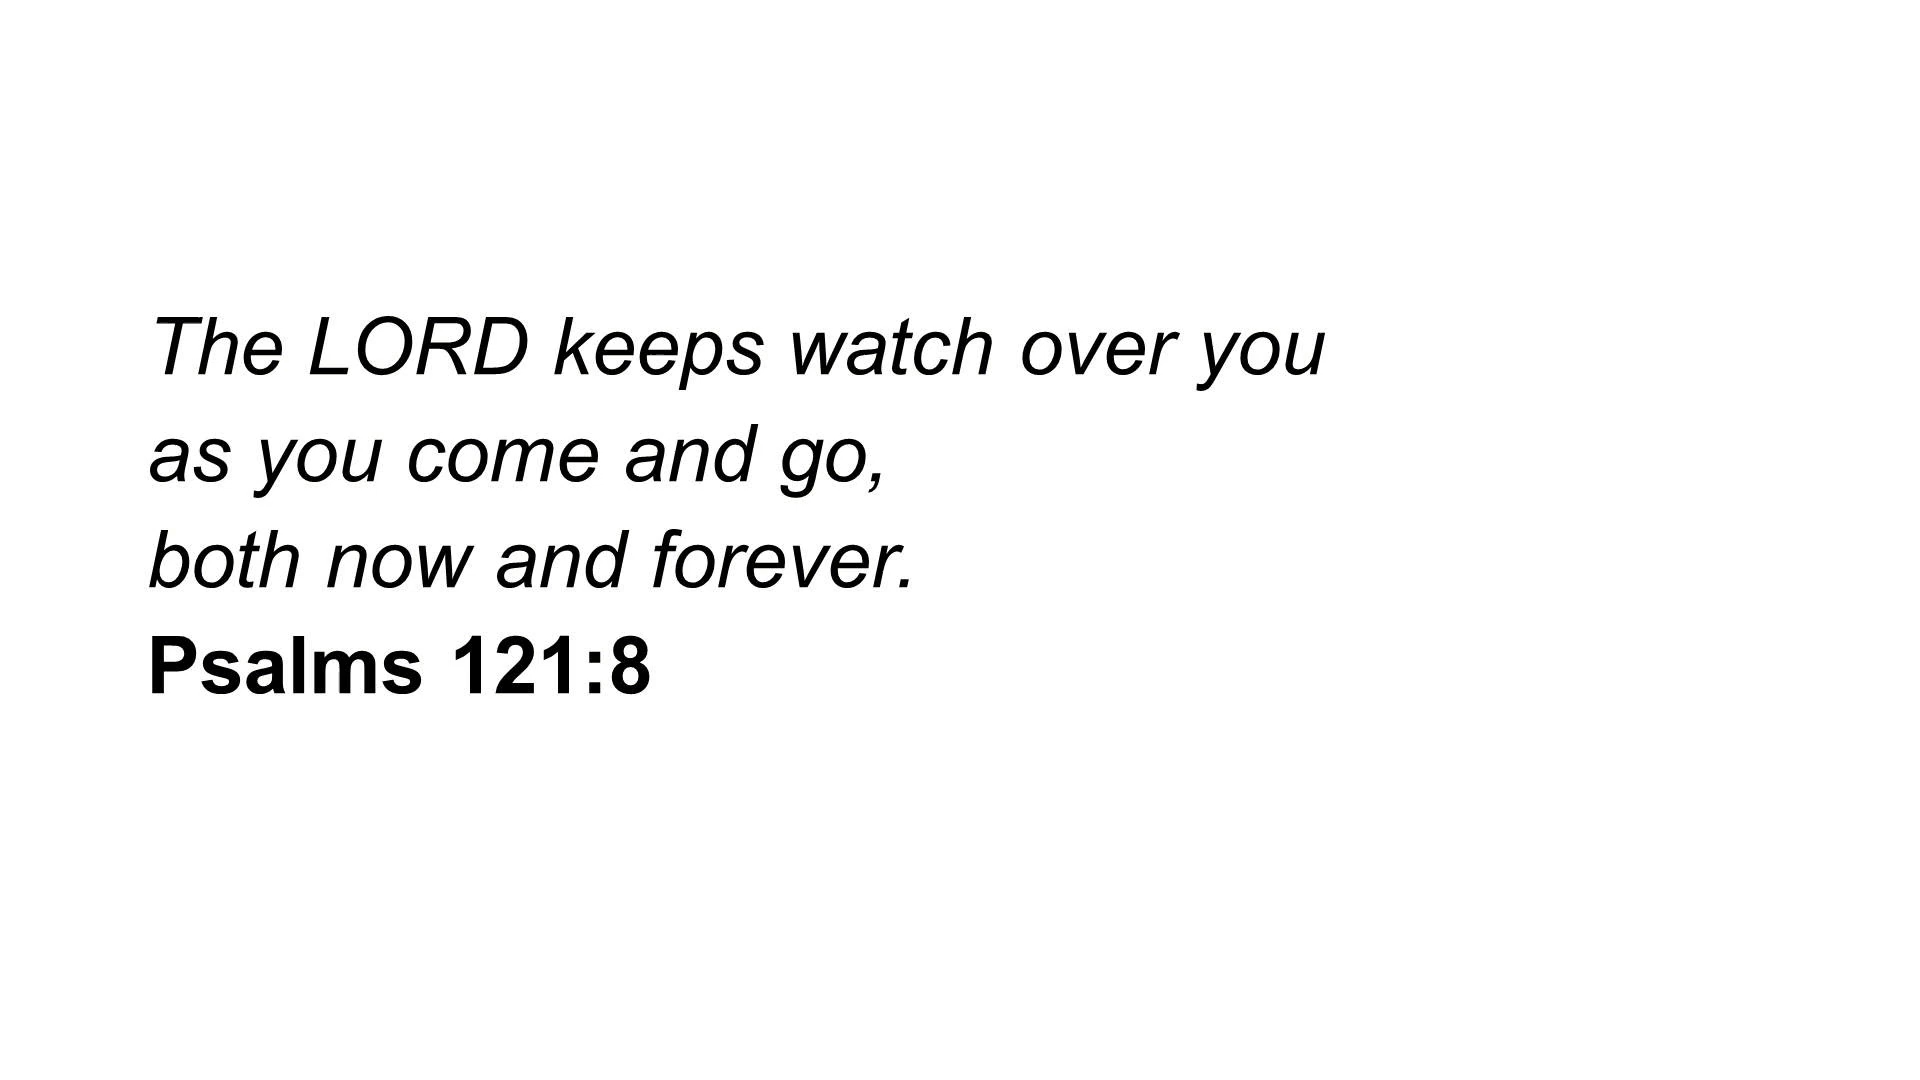 The LORD keeps watch over you
as you come and go,
both now and forever.
Psalms 121:8